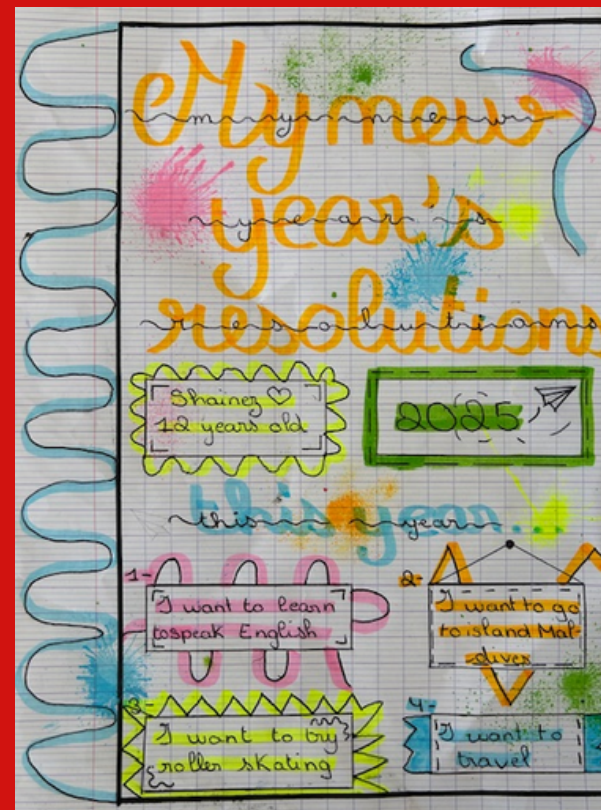 My new
my new
year's
year s
resolutions
resolutions
Shainez ♡
12 years old
2025
this year...
this year
1-
I want to learn
tospeak English
2-
I want to go
to island Mal-
dives
3-
I want to try
roller skating
4-
I want to
travel